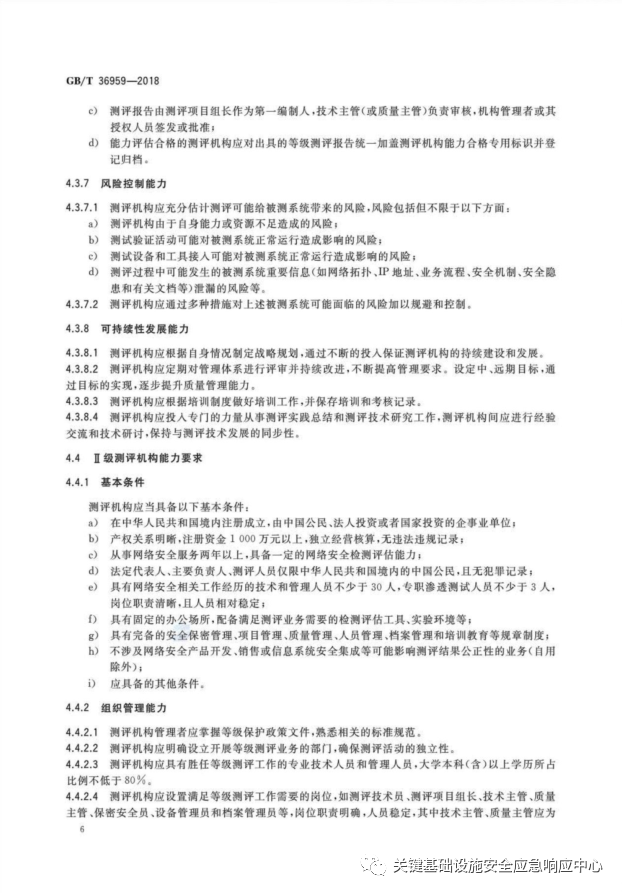 GB/T 36959—2018
c) 测评报告由测评项目组长作为第一编制人,技术主管(或质量主管)负责审核,机构管理者或其
授权人员签发或批准;
d) 能力评估合格的测评机构应对出具的等级测评报告统一加盖测评机构能力合格专用标识并登
记归档。
4.3.7 风险控制能力
4.3.7.1 测评机构应充分估计测评可能给被测系统带来的风险,风险包括但不限于以下方面:
a) 测评机构由于自身能力或资源不足造成的风险;
b) 测试验证活动可能对被测系统正常运行造成影响的风险;
c) 测试设备和工具接入可能对被测系统正常运行造成影响的风险;
d) 测评过程中可能发生的被测系统重要信息(如网络拓扑、IP 地址、业务流程、安全机制、安全隐
患和有关文档等)泄漏的风险等。
4.3.7.2 测评机构应通过多种措施对上述被测系统可能面临的风险加以规避和控制。
4.3.8 可持续性发展能力
4.3.8.1 测评机构应根据自身情况制定战略规划,通过不断的投入保证测评机构的持续建设和发展。
4.3.8.2 测评机构应定期对管理体系进行评审并持续改进,不断提高管理要求。设定中、远期目标,通
过目标的实现,逐步提升质量管理能力。
4.3.8.3 测评机构应根据培训制度做好培训工作,并保存培训和考核记录。
4.3.8.4 测评机构应投入专门的力量从事测评实践总结和测评技术研究工作,测评机构间应进行经验
交流和技术研讨,保持与测评技术发展的同步性。
4.4 Ⅱ级测评机构能力要求
4.4.1 基本条件
测评机构应当具备以下基本条件:
a) 在中华人民共和国境内注册成立,由中国公民、法人投资或者国家投资的企事业单位;
b) 产权关系明晰,注册资金 1 000 万元以上,独立经营核算,无违法违规记录;
c) 从事网络安全服务两年以上,具备一定的网络安全检测评估能力;
d) 法定代表人、主要负责人、测评人员仅限中华人民共和国境内的中国公民,且无犯罪记录;
e) 具有网络安全相关工作经历的技术和管理人员不少于 30 人,专职渗透测试人员不少于 3 人,
岗位职责清晰,且人员相对稳定;
f) 具有固定的办公场所,配备满足测评业务需要的检测评估工具、实验环境等;
g) 具有完备的安全保密管理、项目管理、质量管理、人员管理、档案管理和培训教育等规章制度;
h) 不涉及网络安全产品开发、销售或信息系统安全集成等可能影响测评结果公正性的业务(自用
除外);
i) 应具备的其他条件。
4.4.2 组织管理能力
4.4.2.1 测评机构管理者应掌握等级保护政策文件,熟悉相关的标准规范。
4.4.2.2 测评机构应明确设立开展等级测评业务的部门,确保测评活动的独立性。
4.4.2.3 测评机构应具有胜任等级测评工作的专业技术人员和管理人员,大学本科(含)以上学历所占
比例不低于 80%。
4.4.2.4 测评机构应设置满足等级测评工作需要的岗位,如测评技术员、测评项目组长、技术主管、质量
主管、保密安全员、设备管理员和档案管理员等,岗位职责明确,人员稳定,其中技术主管、质量主管应为
6
关键基础设施安全应急响应中心